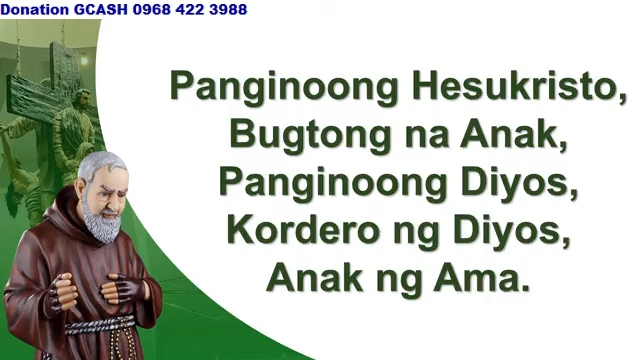 Donation GCASH 0968 422 3988
Panginoong Hesukristo,
Bugtong na Anak,
Panginoong Diyos,
Kordero ng Diyos,
Anak ng Ama.